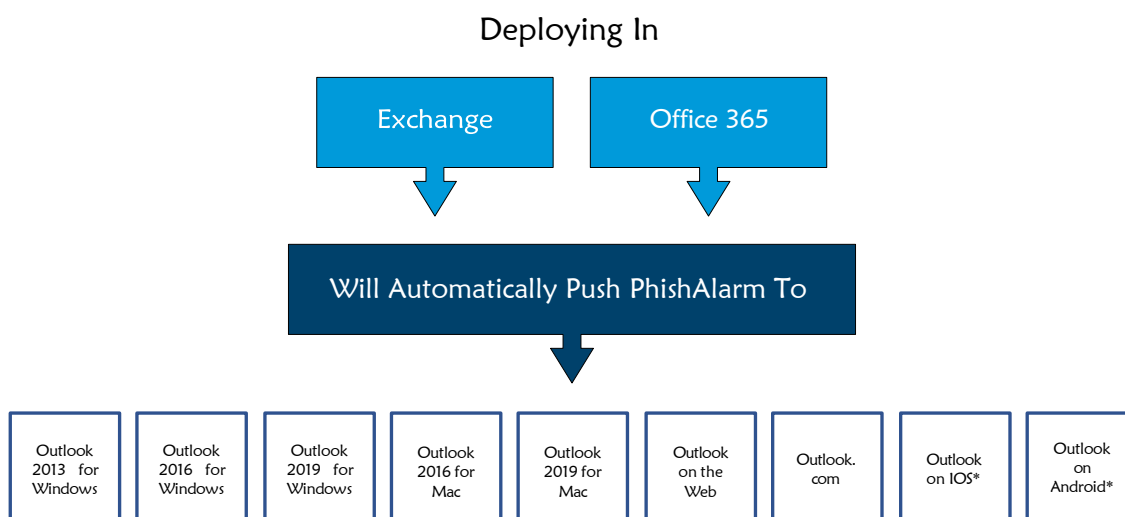 Deploying In
Exchange
Office 365
Will Automatically Push PhishAlarm To
Outlook
2013 for
Windows
Outlook
2016 for
Windows
Outlook
2019 for
Windows
Outlook
2016 for
Mac
Outlook
2019 for
Mac
Outlook
on the
Web
Outlook.
com
Outlook
on IOS*
Outlook
on
Android*